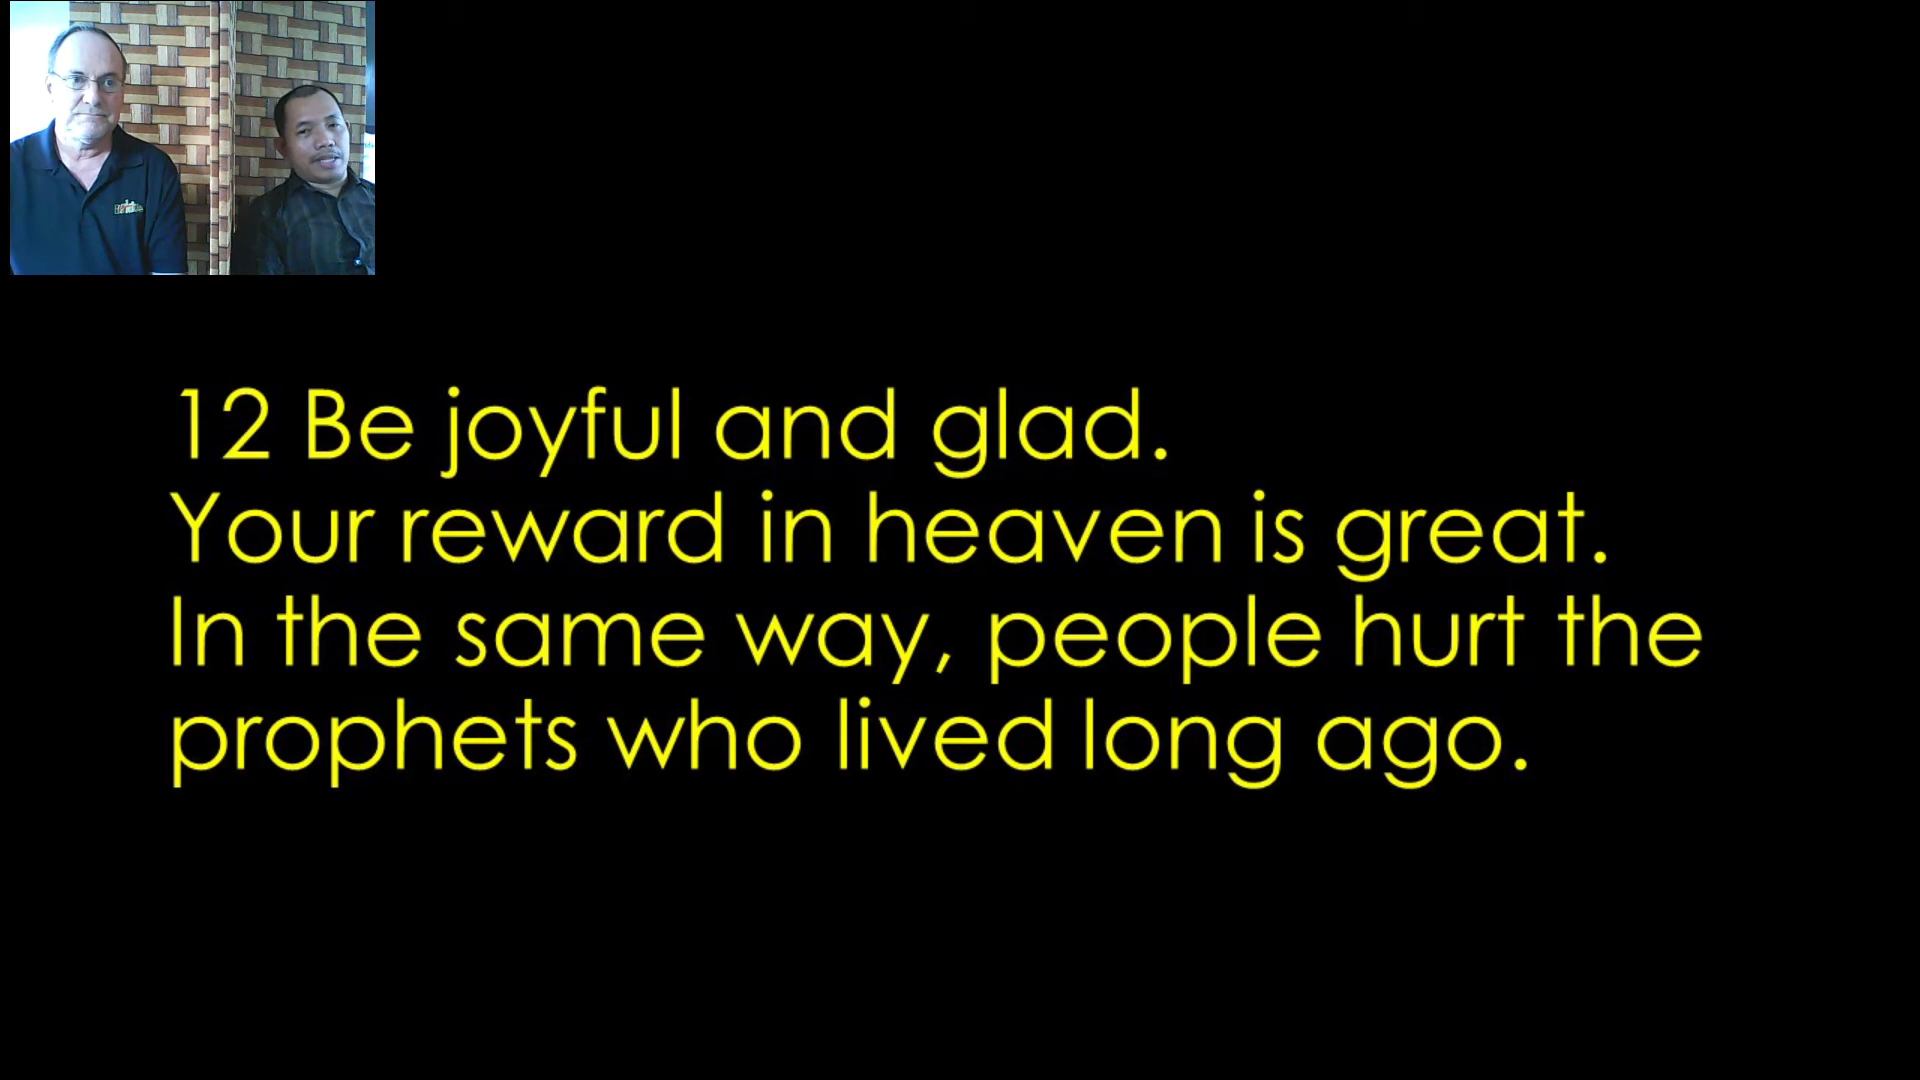 12 Be joyful and glad.
Your reward in heaven is great.
In the same way, people hurt the
prophets who lived long ago.